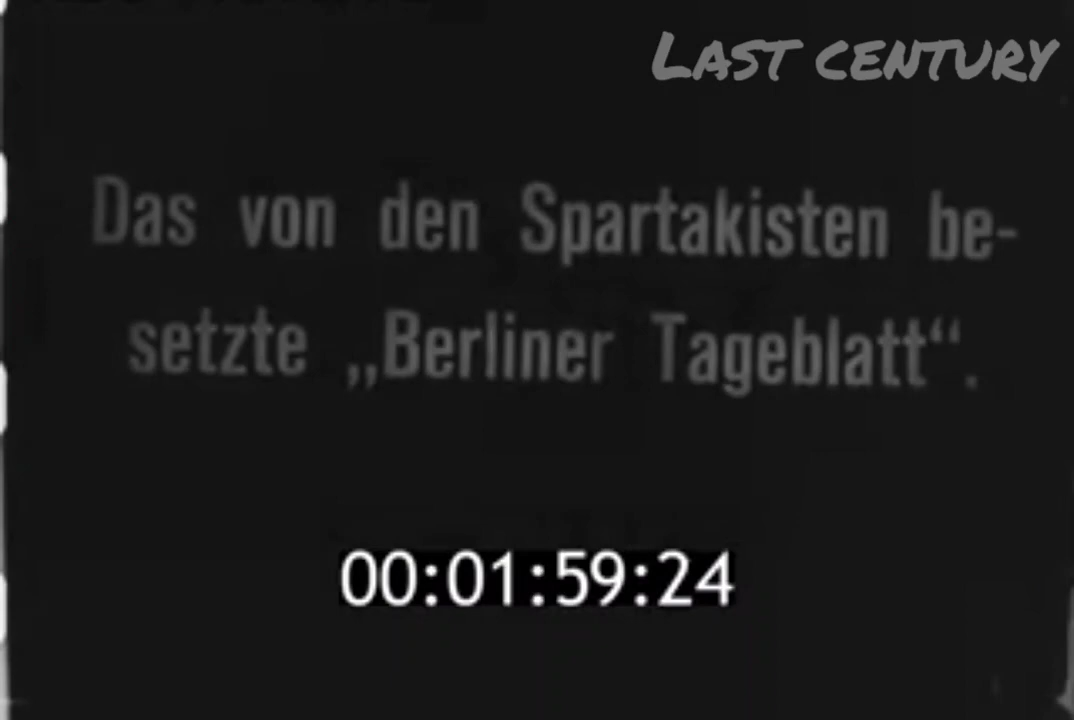 LAST CENTURY
Das von den Spartakisten be-
setzte „Berliner Tageblatt“.
00:01:59:24